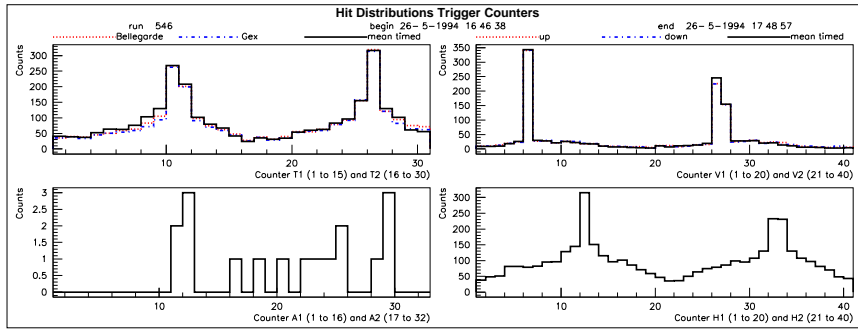 Hit Distributions Trigger Counters
run 546 begin 26-5-1994 16 46 38 end 26-5-1994 17 48 57
Bellegarde Gex mean timed up down mean timed
Counts
300
250
200
150
100
50
0
10 20 30
Counter T1 (1 to 15) and T2 (16 to 30)
Counts
350
300
250
200
150
100
50
0
10 20 30 40
Counter V1 (1 to 20) and V2 (21 to 40)
Counts
3
2.5
2
1.5
1
0.5
0
10 20 30
Counter A1 (1 to 16) and A2 (17 to 32)
Counts
300
250
200
150
100
50
0
10 20 30 40
Counter H1 (1 to 20) and H2 (21 to 40)